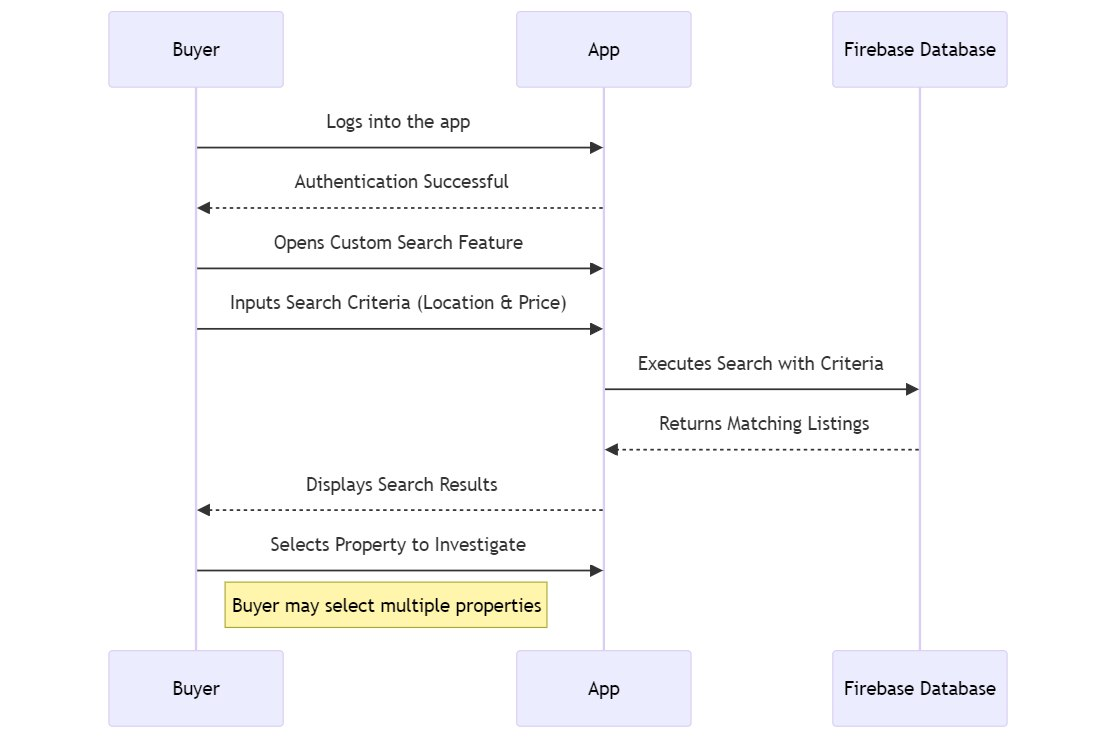 Buyer
App
Firebase Database
Logs into the app
Authentication Successful
Opens Custom Search Feature
Inputs Search Criteria (Location & Price)
Executes Search with Criteria
Returns Matching Listings
Displays Search Results
Selects Property to Investigate
Buyer may select multiple properties
Buyer
App
Firebase Database